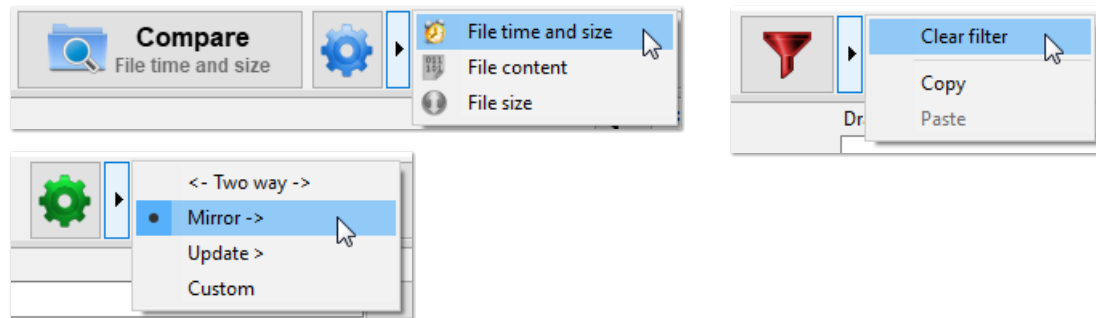 Compare
File time and size
File time and size
File content
File size
Clear filter
Copy
Paste
Dr
<- Two way ->
Mirror ->
Update >
Custom